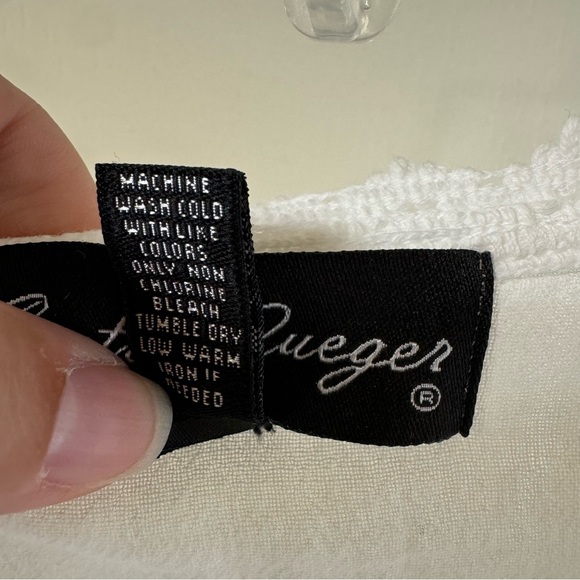 MACHINE
WASH COLD
WITH LIKE
COLORS
ONLY NON
CHLORINE
BLEACH
TUMBLE DRY
LOW WARM
IRON IF
NEEDED
Rueger
®